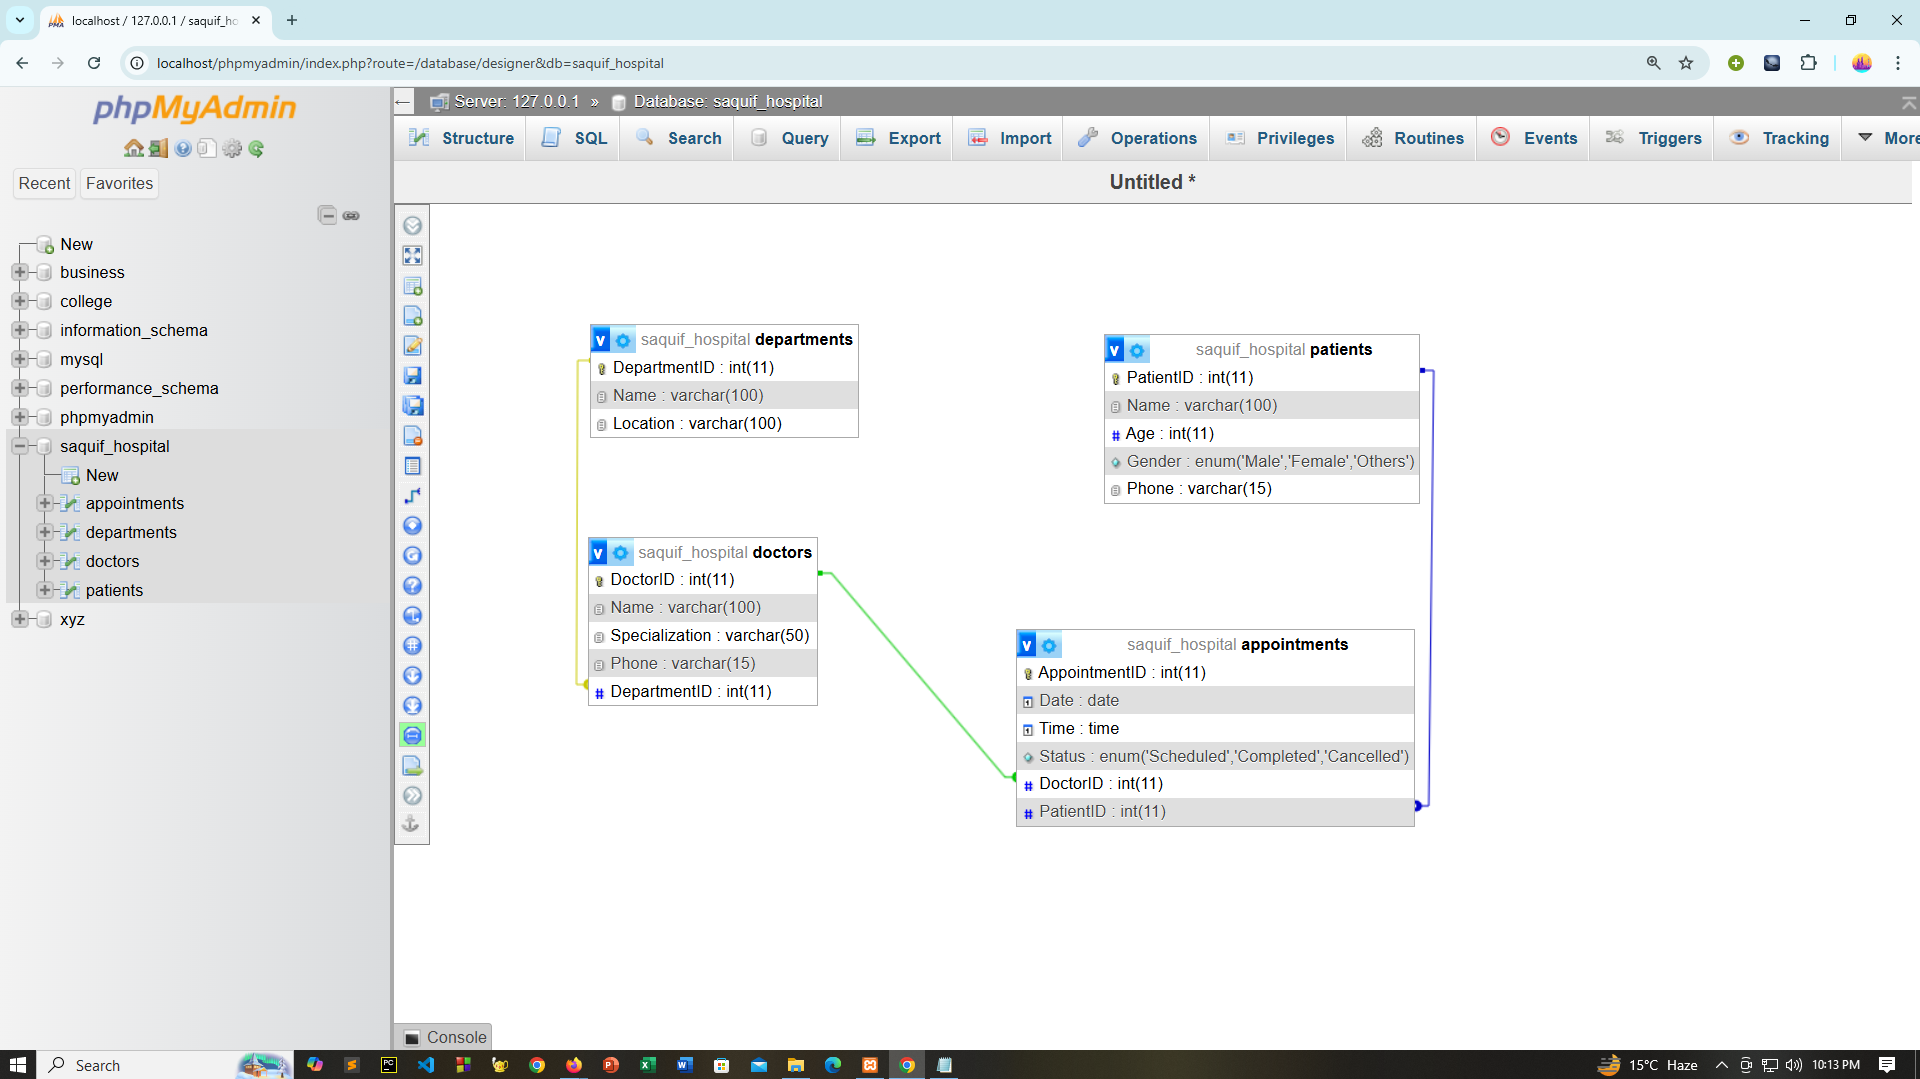 localhost / 127.0.0.1 / saquif_ho
localhost/phpmyadmin/index.php?route=/database/designer&db=saquif_hospital
phpMyAdmin
Recent Favorites
New
business
college
information_schema
mysql
performance_schema
phpmyadmin
saquif_hospital
New
appointments
departments
doctors
patients
xyz
Server: 127.0.0.1 » Database: saquif_hospital
Structure SQL Search Query Export Import Operations Privileges Routines Events Triggers Tracking More
Untitled *
v saquif_hospital departments
DepartmentID : int(11)
Name : varchar(100)
Location : varchar(100)
v saquif_hospital patients
PatientID : int(11)
Name : varchar(100)
# Age : int(11)
Gender : enum('Male','Female','Others')
Phone : varchar(15)
v saquif_hospital doctors
DoctorID : int(11)
Name : varchar(100)
Specialization : varchar(50)
Phone : varchar(15)
# DepartmentID : int(11)
v saquif_hospital appointments
AppointmentID : int(11)
Date : date
Time : time
Status : enum('Scheduled','Completed','Cancelled')
# DoctorID : int(11)
# PatientID : int(11)
Console
Search
15°C Haze
10:13 PM